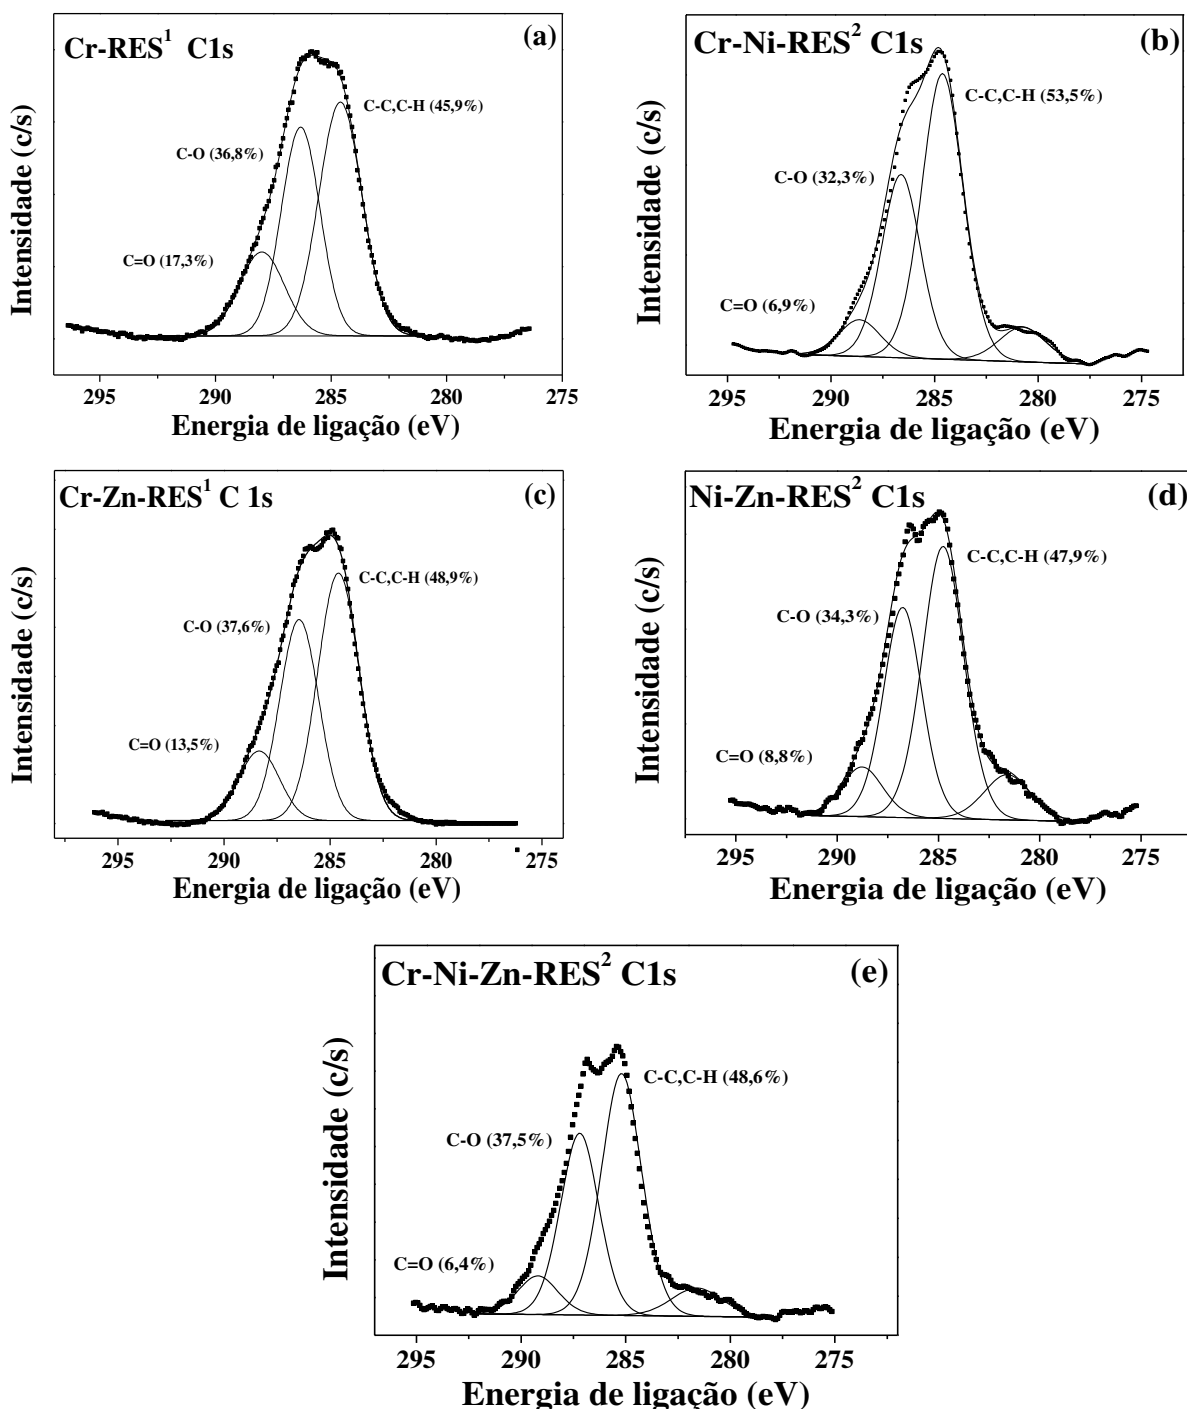 Cr-RES¹ C1s
(a)
C-C,C-H (45,9%)
C-O (36,8%)
C=O (17,3%)
Intensidade (c/s)
295 290 285 280 275
Energia de ligação (eV)
Cr-Ni-RES² C1s
(b)
C-C,C-H (53,5%)
C-O (32,3%)
C=O (6,9%)
Intensidade (c/s)
295 290 285 280 275
Energia de ligação (eV)
Cr-Zn-RES¹ C 1s
(c)
C-C,C-H (48,9%)
C-O (37,6%)
C=O (13,5%)
Intensidade (c/s)
295 290 285 280 275
Energia de ligação (eV)
Ni-Zn-RES² C1s
(d)
C-C,C-H (47,9%)
C-O (34,3%)
C=O (8,8%)
Intensidade (c/s)
295 290 285 280 275
Energia de ligação (eV)
Cr-Ni-Zn-RES² C1s
(e)
C-C,C-H (48,6%)
C-O (37,5%)
C=O (6,4%)
Intensidade (c/s)
295 290 285 280 275
Energia de ligação (eV)